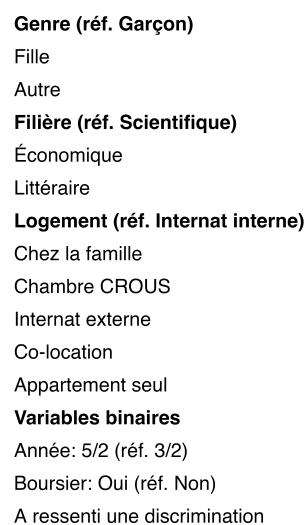 Genre (réf. Garçon)
Fille
Autre
Filière (réf. Scientifique)
Économique
Littéraire
Logement (réf. Internat interne)
Chez la famille
Chambre CROUS
Internat externe
Co-location
Appartement seul
Variables binaires
Année: 5/2 (réf. 3/2)
Boursier: Oui (réf. Non)
A ressenti une discrimination